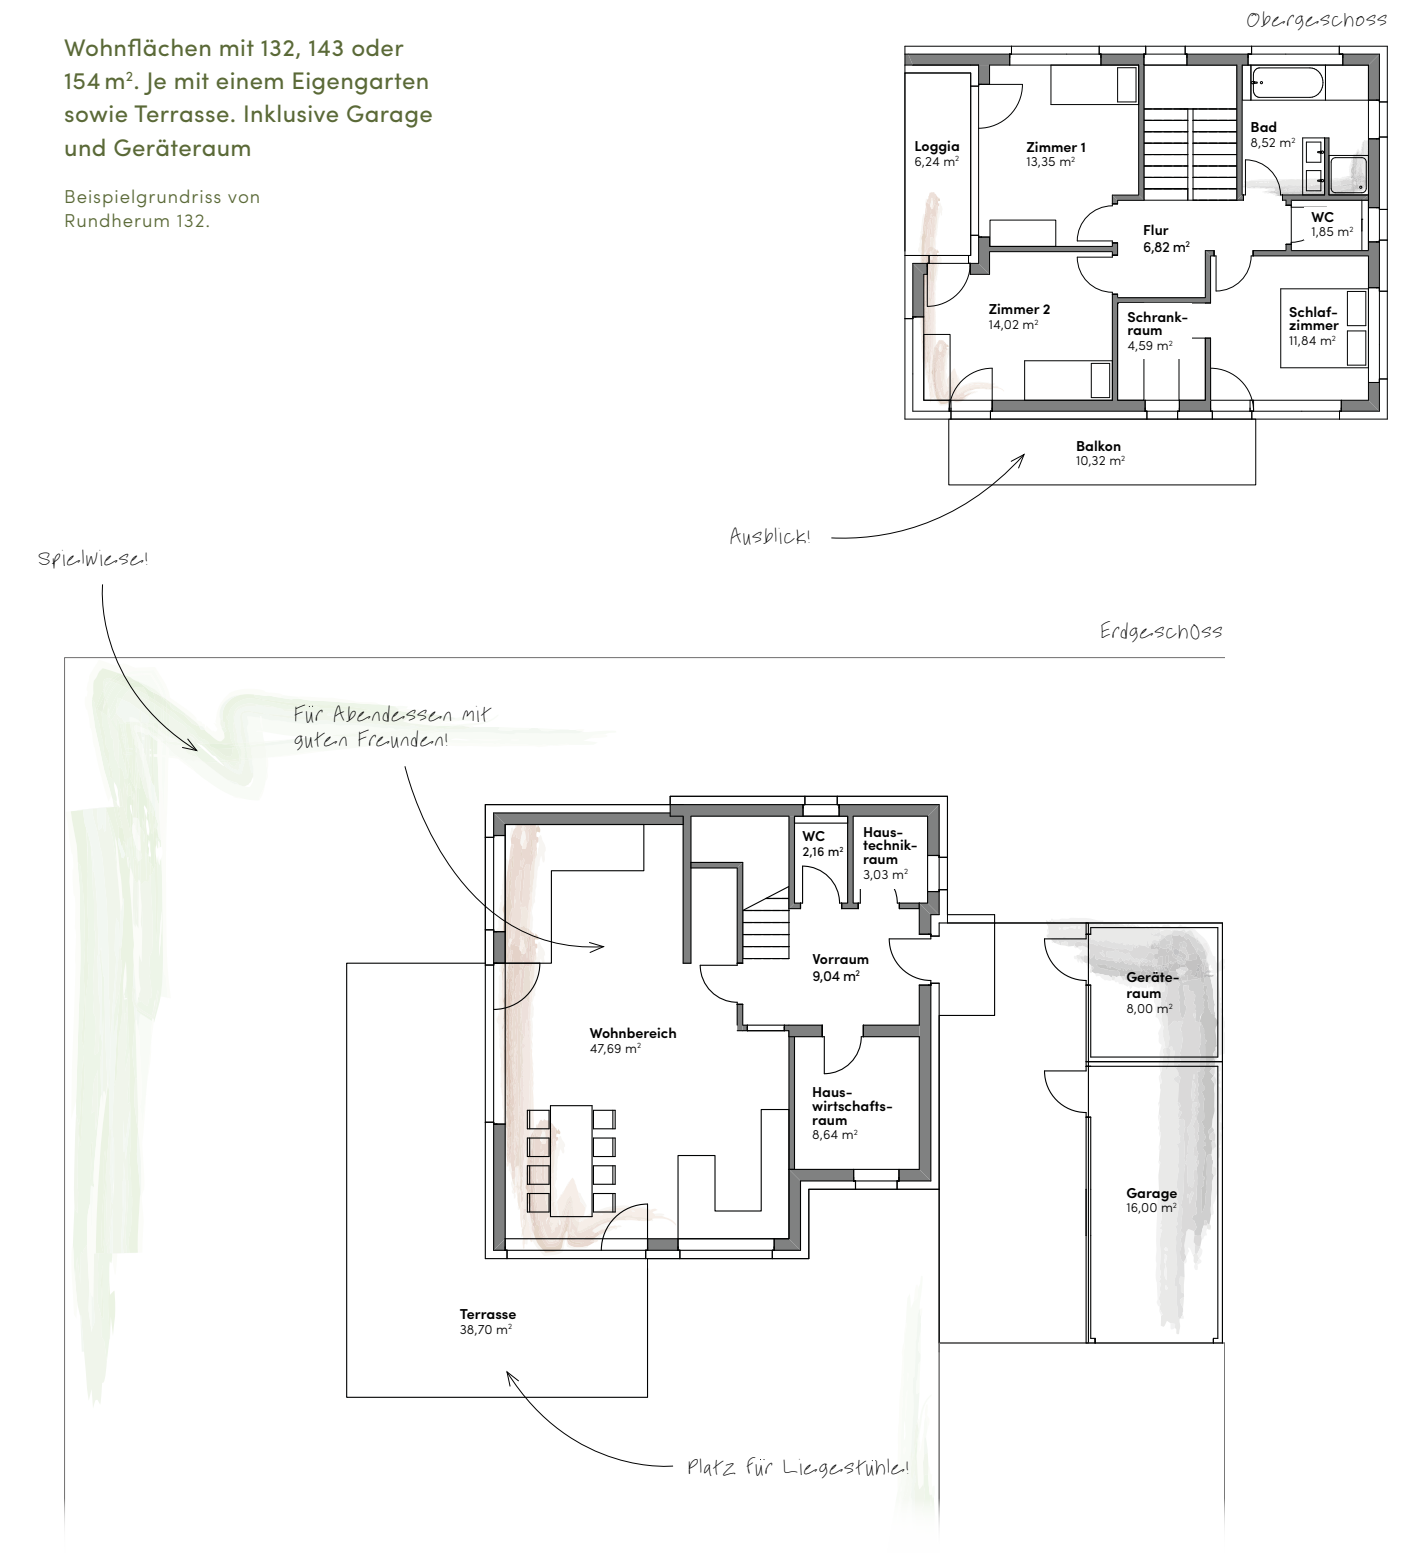 Wohnflächen mit 132, 143 oder
154 m². Je mit einem Eigengarten
sowie Terrasse. Inklusive Garage
und Geräteraum
Beispielgrundriss von
Rundherum 132.
Obergeschoss
Loggia
6,24 m²
Zimmer 1
13,35 m²
Bad
8,52 m²
WC
1,85 m²
Flur
6,82 m²
Zimmer 2
14,02 m²
Schrank-
raum
4,59 m²
Schlaf-
zimmer
11,84 m²
Balkon
10,32 m²
Ausblick!
Spielwiese!
Erdgeschoss
Für Abendessen mit
guten Freunden!
WC
2,16 m²
Haus-
technik-
raum
3,03 m²
Vorraum
9,04 m²
Wohnbereich
47,69 m²
Haus-
wirtschafts-
raum
8,64 m²
Geräte-
raum
8,00 m²
Garage
16,00 m²
Terrasse
38,70 m²
Platz für Liegestühle!